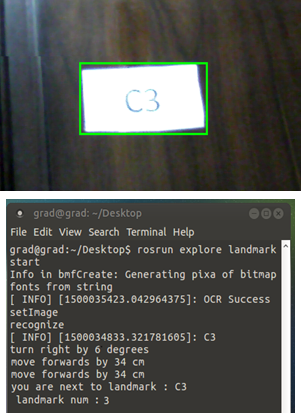 C3
grad@grad: ~/Desktop
File Edit View Search Terminal Help
grad@grad:~/Desktop$ rosrun explore landmark
start
Info in bmfCreate: Generating pixa of bitmap
fonts from string
[ INFO] [1500035423.042964375]: OCR Success
setImage
recognize
[ INFO] [1500034833.321781605]: C3
turn right by 6 degrees
move forwards by 34 cm
move forwards by 34 cm
you are next to landmark : C3
landmark num : 3